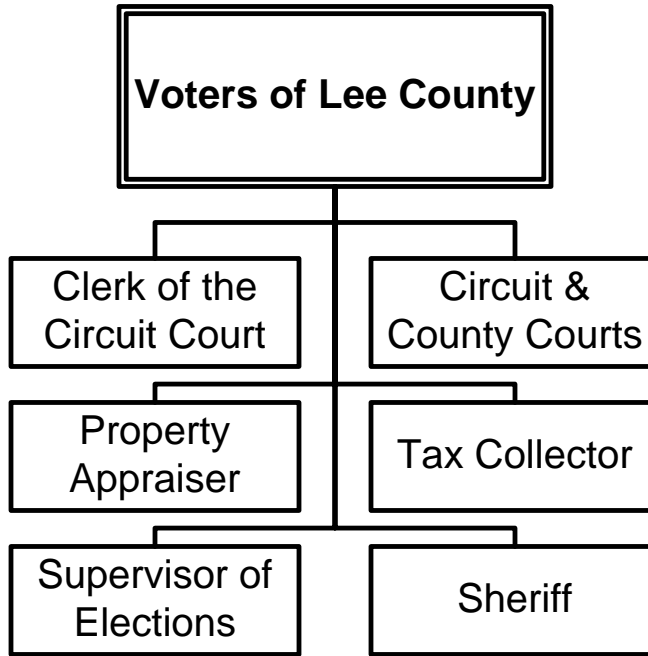 Voters of Lee County
Clerk of the
Circuit Court
Circuit &
County Courts
Property
Appraiser
Tax Collector
Supervisor of
Elections
Sheriff